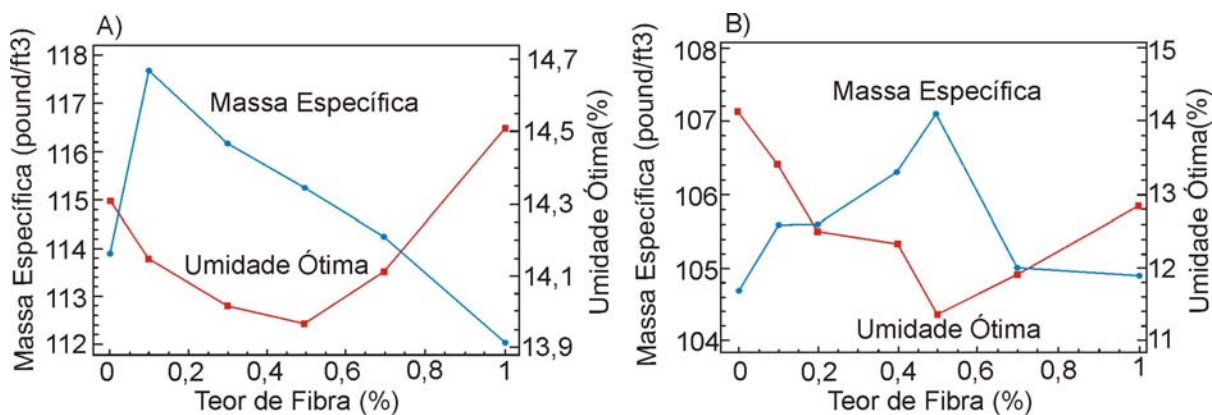 A)
Massa Específica (pound/ft3)
118
117
116
115
114
113
112
Massa Específica
Umidade Ótima
14,7
14,5
14,3
14,1
13,9
Umidade Ótima(%)
0 0,2 0,4 0,6 0,8 1
Teor de Fibra (%)
B)
Massa Específica (pound/ft3)
108
107
106
105
104
Massa Específica
Umidade Ótima
15
14
13
12
11
Umidade Ótima(%)
0 0,2 0,4 0,6 0,8 1
Teor de Fibra (%)